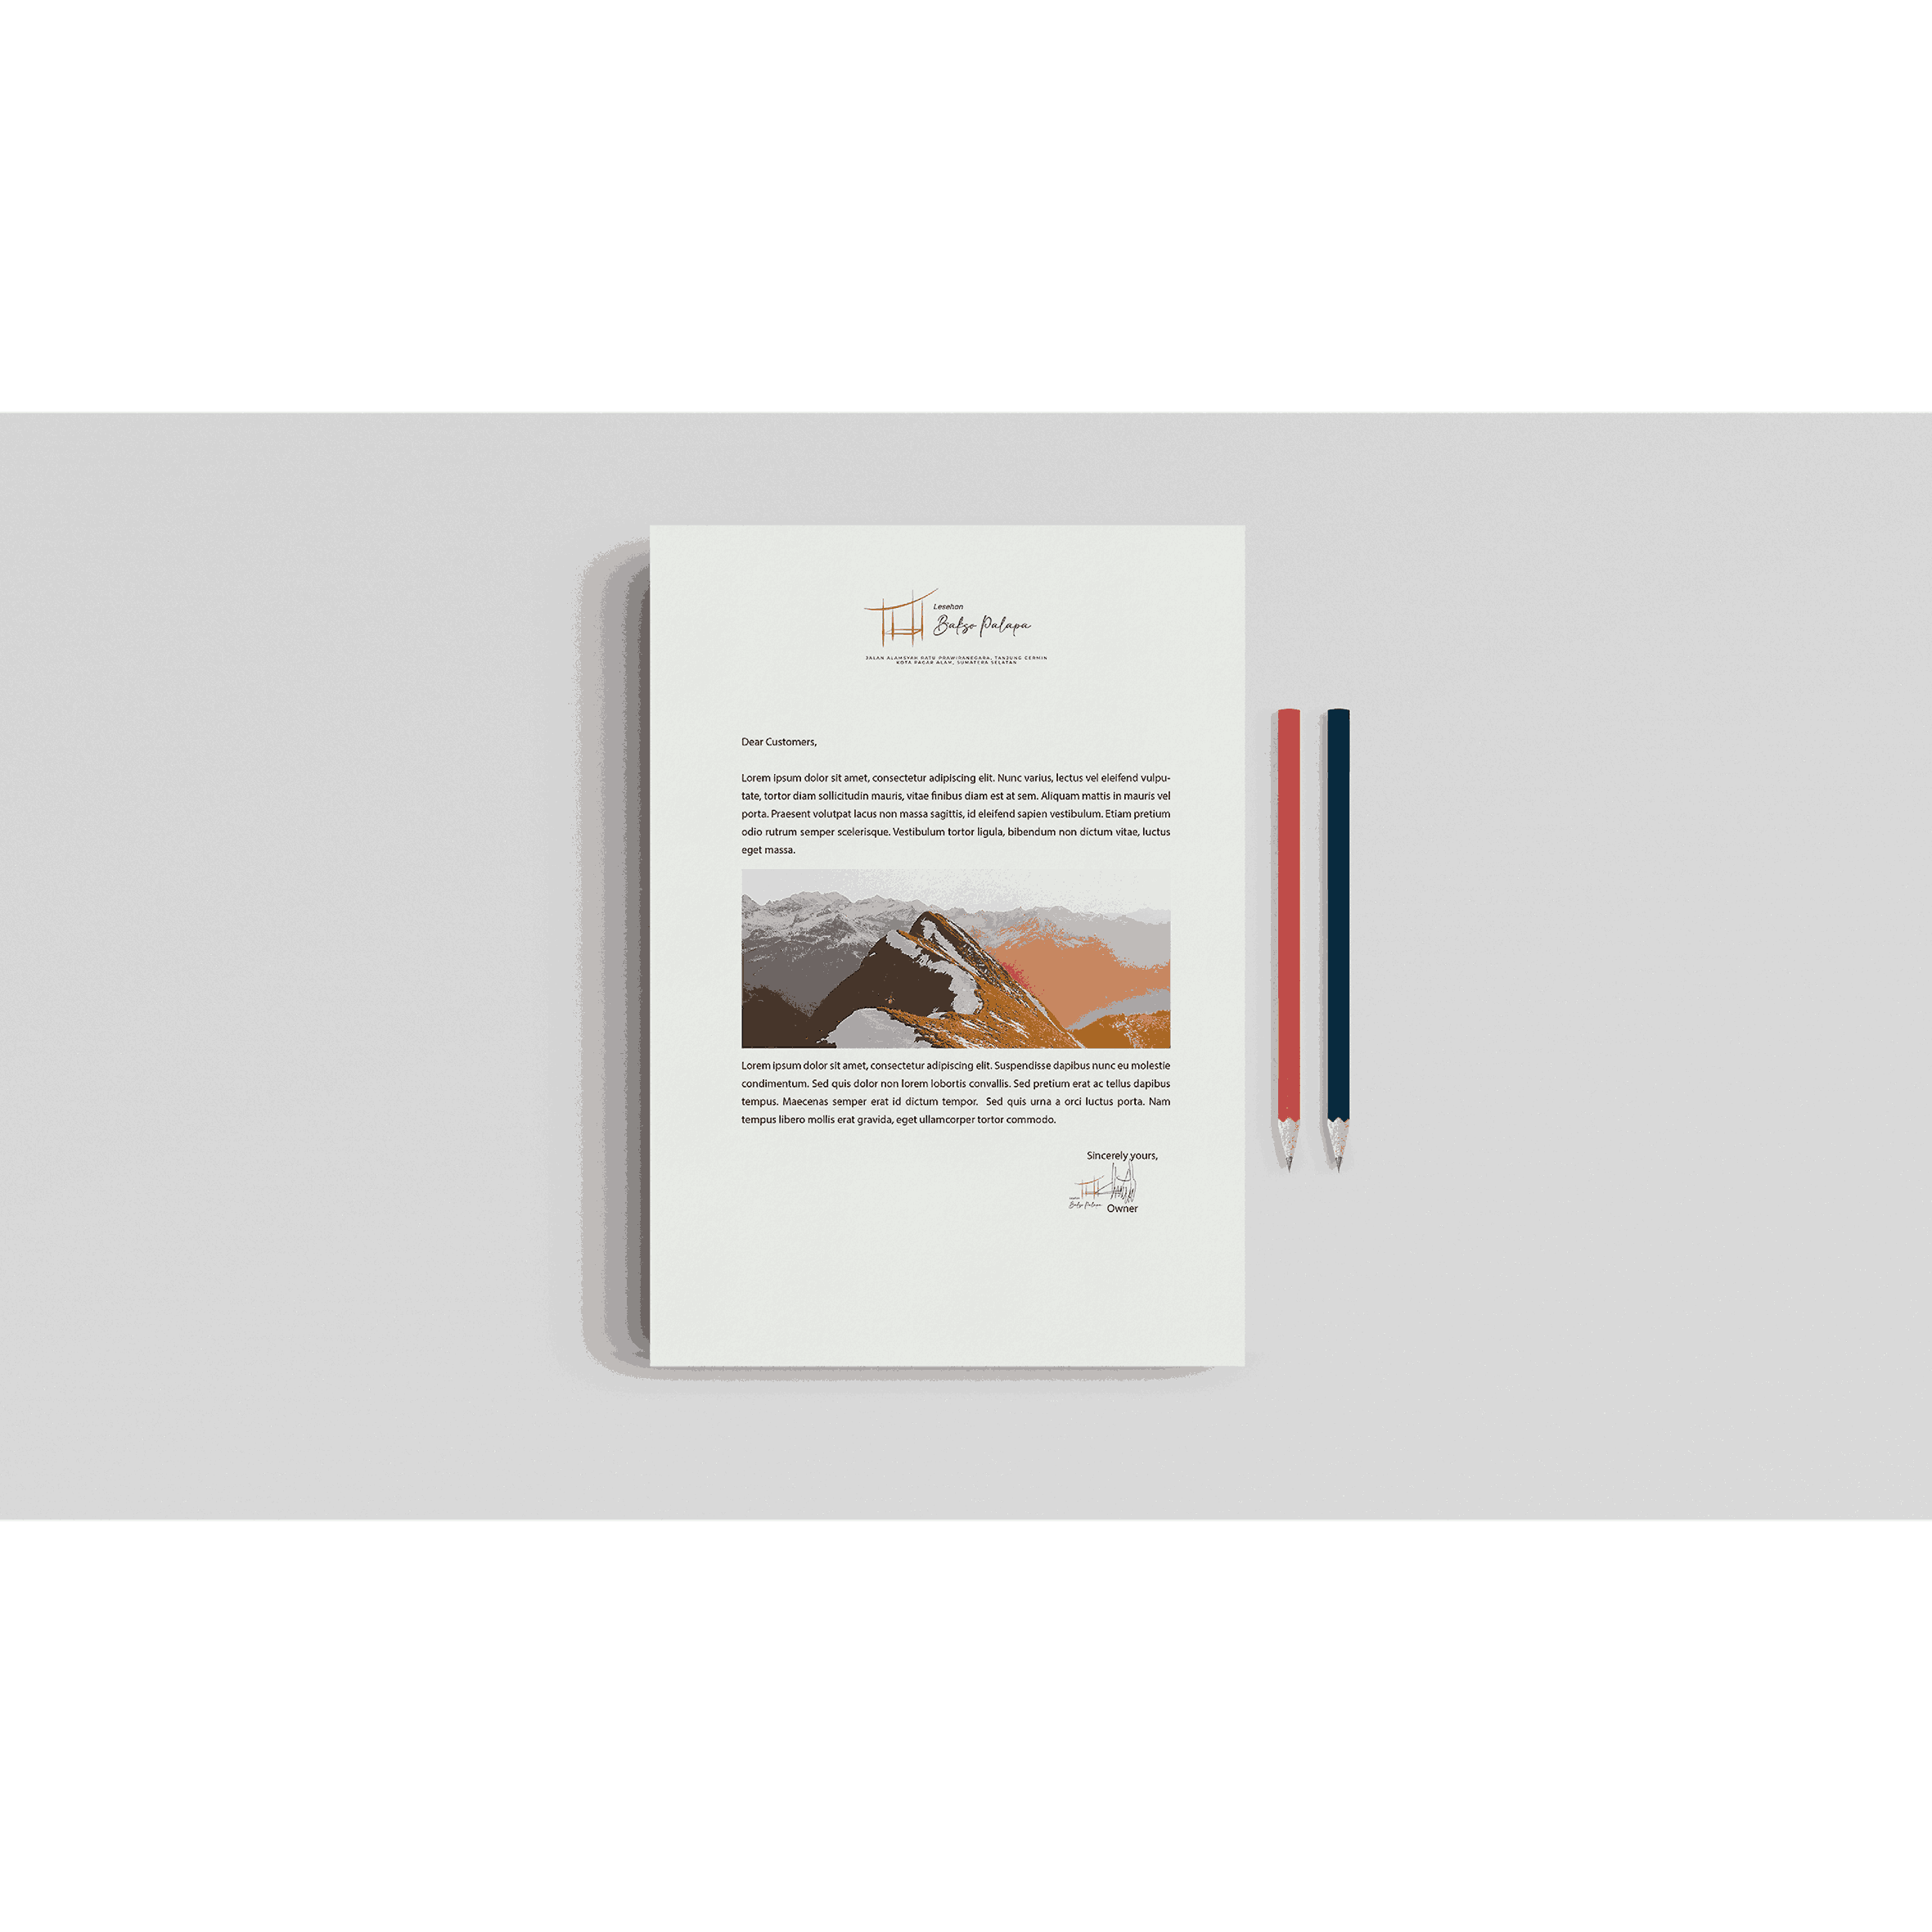 Lesehan
Bakso Palapa
JALAN ALAMSYAH RATU PRAWIRANEGARA, TANJUNG CERMIN
KOTA PAGAR ALAM, SUMATERA SELATAN
Dear Customers,
Lorem ipsum dolor sit amet, consectetur adipiscing elit. Nunc varius, lectus vel eleifend vulpu-
tate, tortor diam sollicitudin mauris, vitae finibus diam est at sem. Aliquam mattis in mauris vel
porta. Praesent volutpat lacus non massa sagittis, id eleifend sapien vestibulum. Etiam pretium
odio rutrum semper scelerisque. Vestibulum tortor ligula, bibendum non dictum vitae, luctus
eget massa.
Lorem ipsum dolor sit amet, consectetur adipiscing elit. Suspendisse dapibus nunc eu molestie
condimentum. Sed quis dolor non lorem lobortis convallis. Sed pretium erat ac tellus dapibus
tempus. Maecenas semper erat id dictum tempor. Sed quis urna a orci luctus porta. Nam
tempus libero mollis erat gravida, eget ullamcorper tortor commodo.
Sincerely yours,
Lesehan
Bakso Palapa
Owner